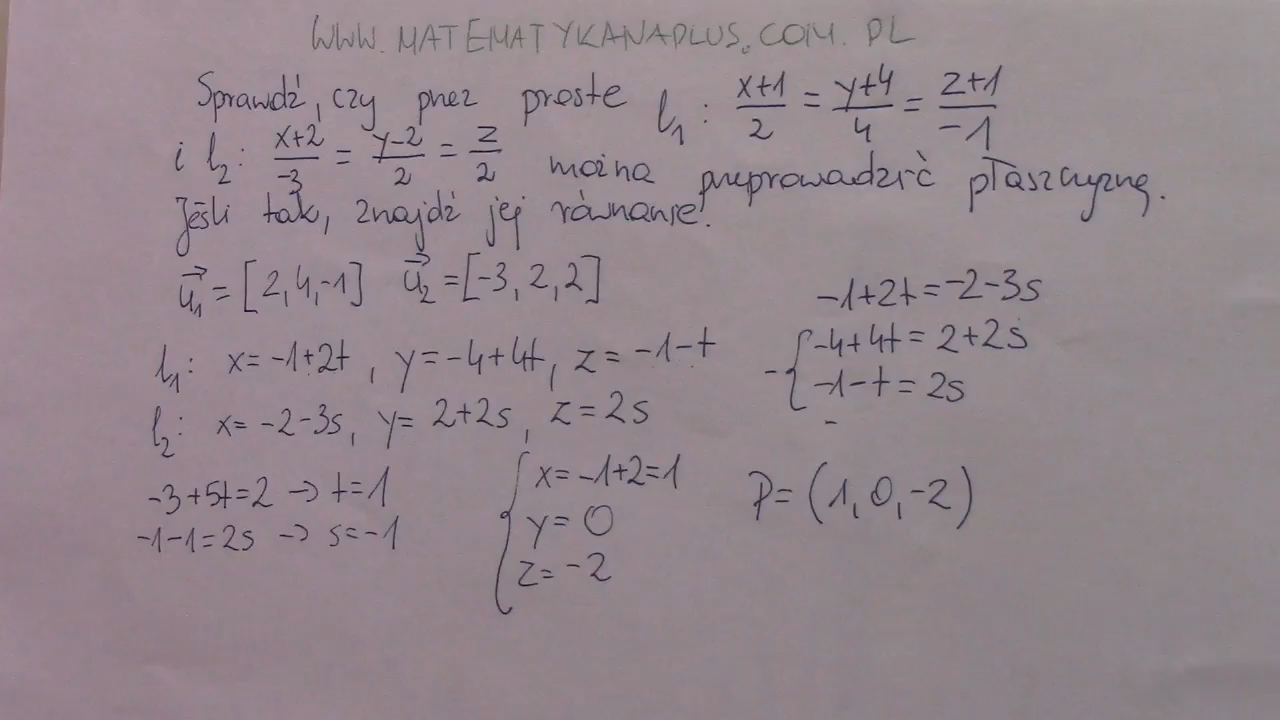 WWW.MATEMATYKANAPLUS.COM.PL
Sprawdź, czy przez proste l₁: (x+1)/2 = (y+4)/4 = (z+1)/-1
i l₂: (x+2)/-3 = (y-2)/2 = z/2 można przeprowadzić płaszczyznę.
Jeśli tak, znajdź jej równanie.
u₁⃗ = [2,4,-1] u₂⃗ = [-3,2,2]
-1+2t = -2-3s
l₁: x = -1+2t, y = -4+4t, z = -1-t
- { -4+4t = 2+2s
-1-t = 2s
l₂: x = -2-3s, y = 2+2s, z = 2s
-3+5t=2 → t=1
-1-1=2s → s=-1
{ x = -1+2=1
y = 0
z = -2
P = (1,0,-2)